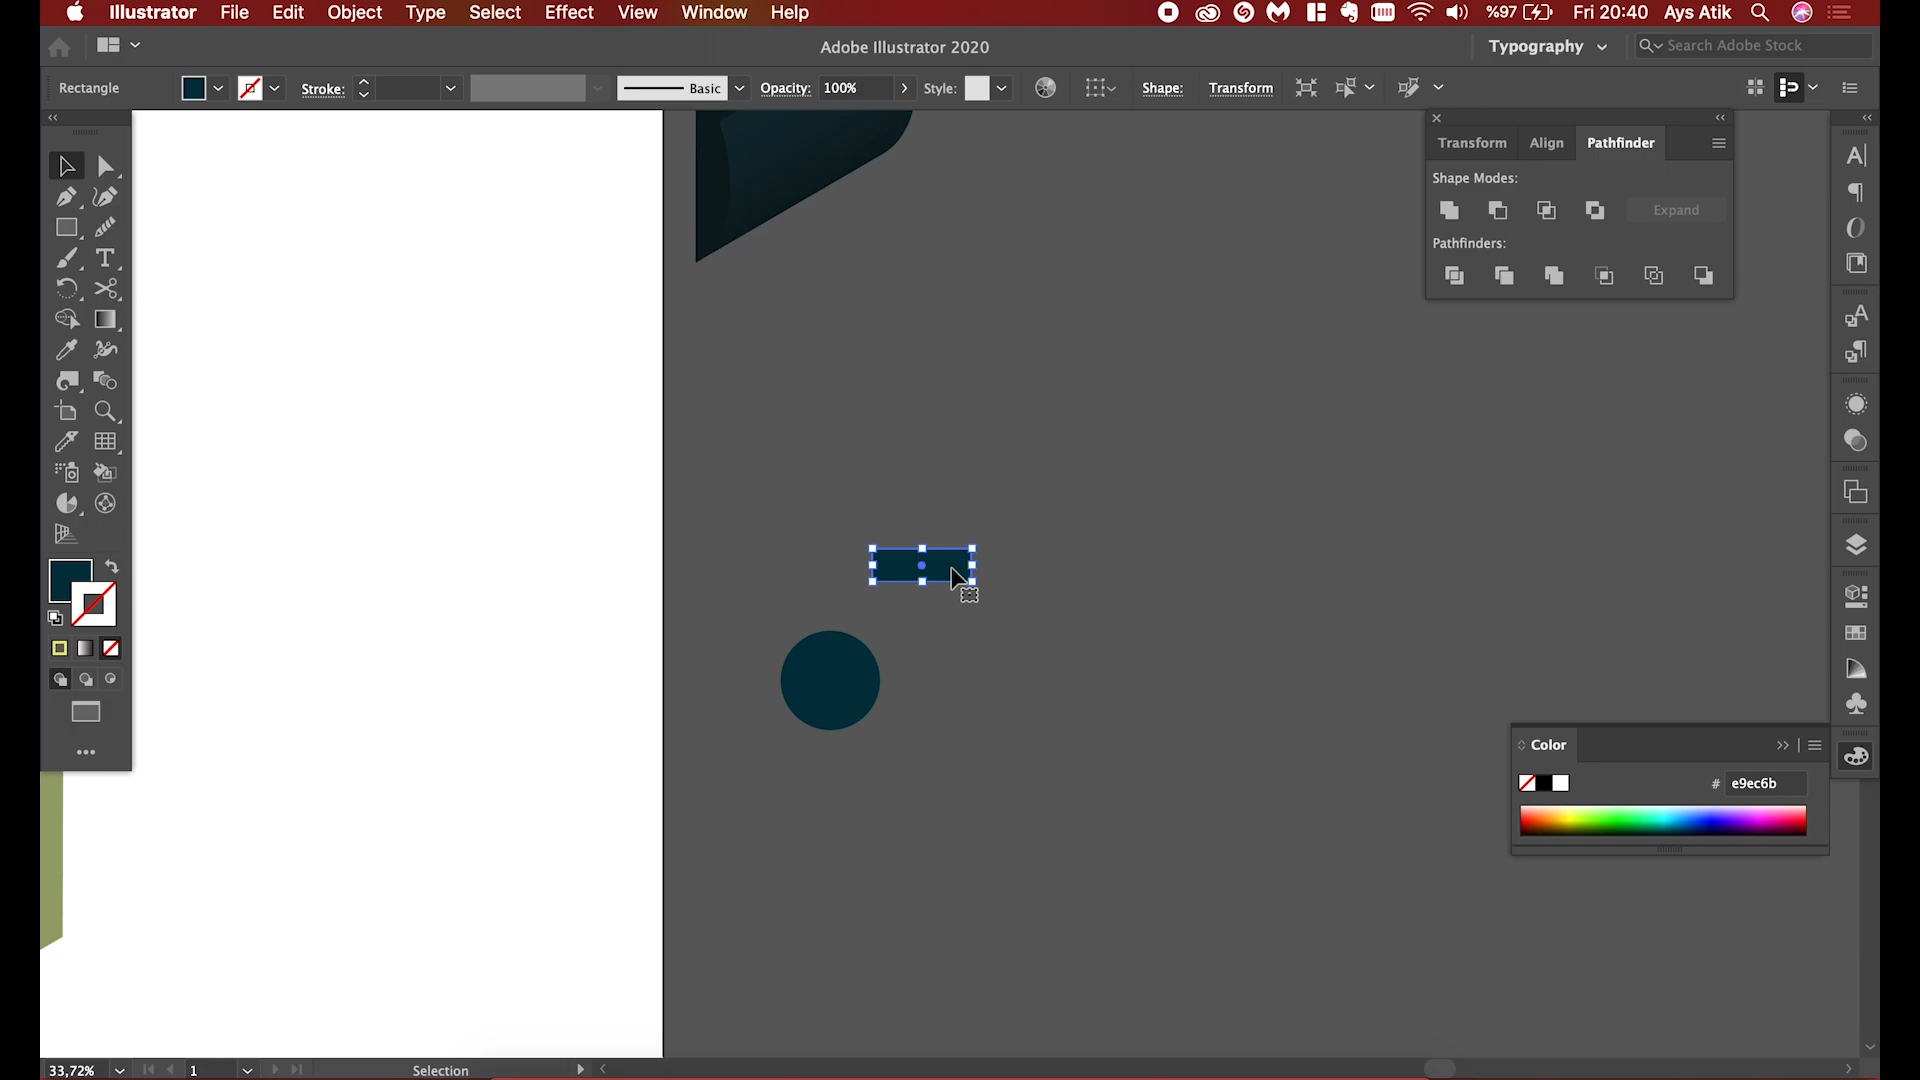 Illustrator File Edit Object Type Select Effect View Window Help %97 Fri 20:40 Ays Atik
Adobe Illustrator 2020 Typography Search Adobe Stock
Rectangle Stroke: Basic Opacity: 100% Style: Shape: Transform
Transform Align Pathfinder
Shape Modes:
Expand
Pathfinders:
Color
# e9ec6b
33,72% 1 Selection